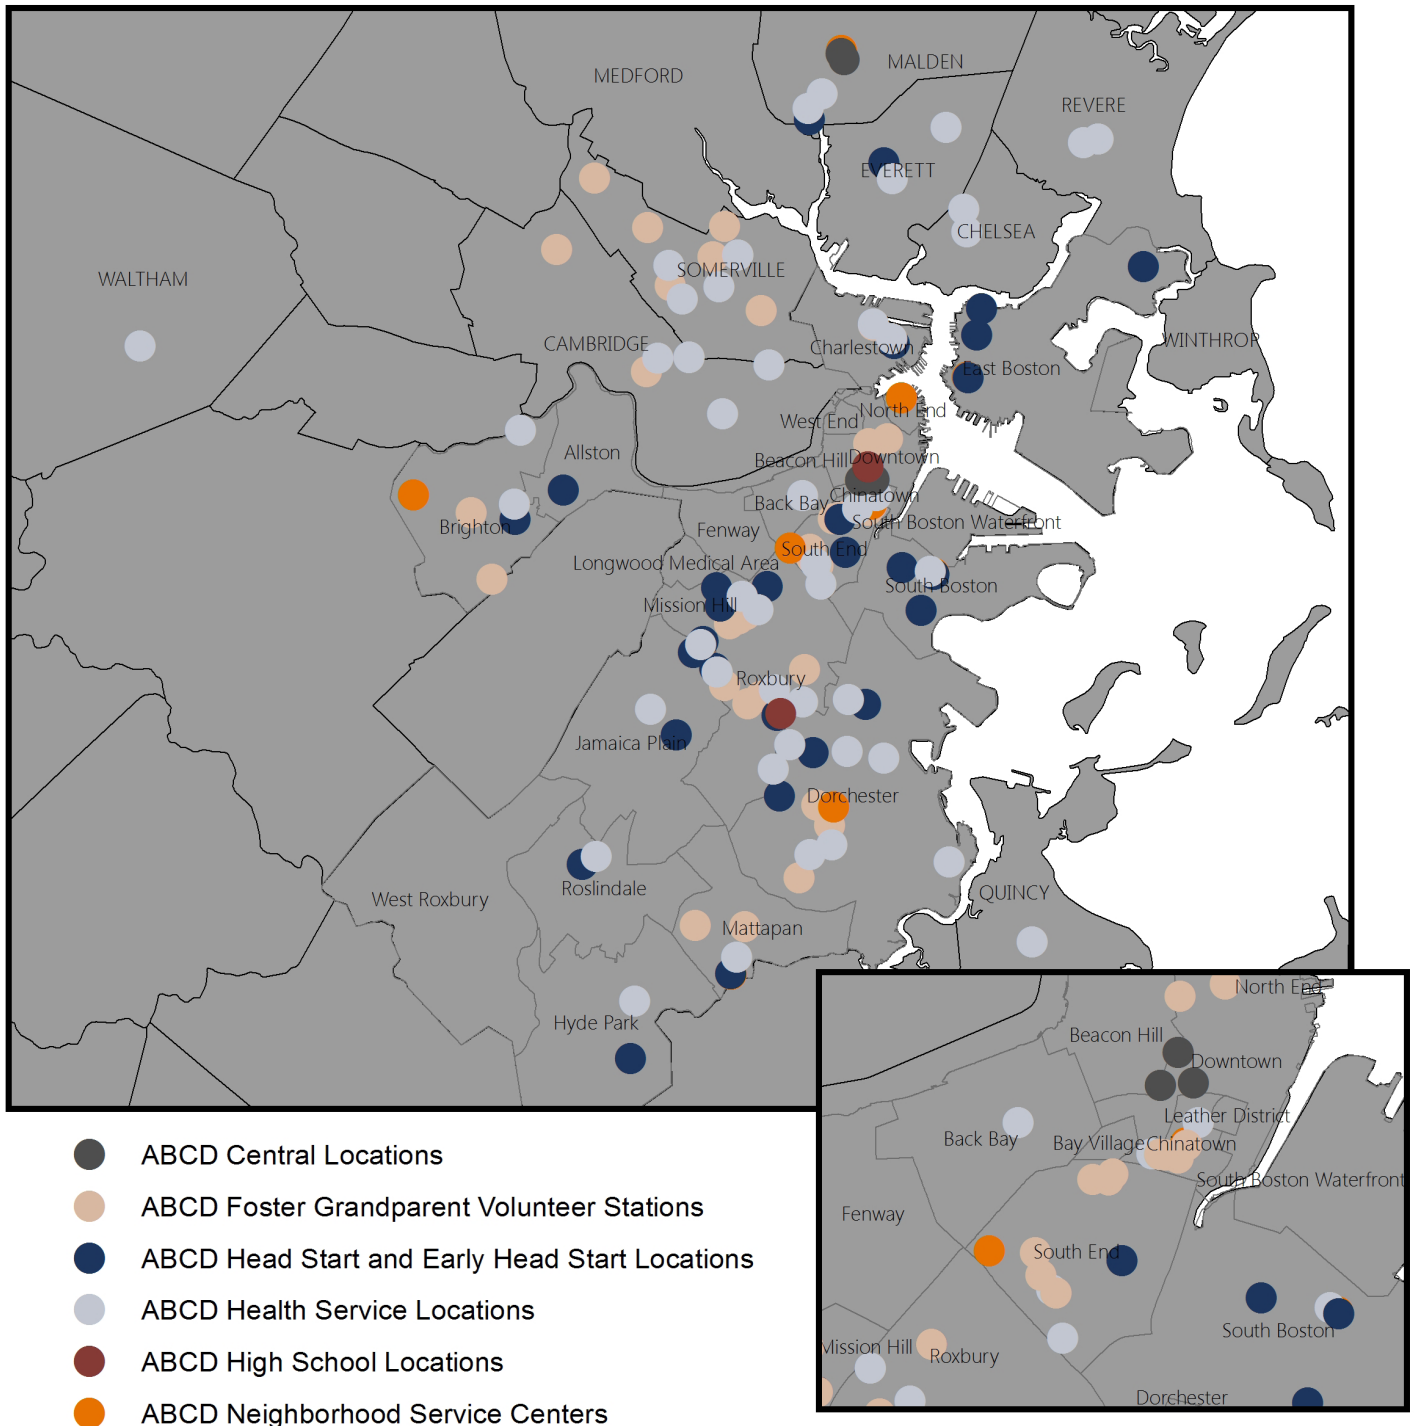 MEDFORD
MALDEN
REVERE
EVERETT
CHELSEA
WALTHAM
SOMERVILLE
CAMBRIDGE
Charlestown
WINTHROP
East Boston
North End
West End
Allston
Beacon Hill
Downtown
Chinatown
Back Bay
Brighton
Fenway
South Boston Waterfront
South End
Longwood Medical Area
South Boston
Mission Hill
Roxbury
Jamaica Plain
Dorchester
Roslindale
West Roxbury
QUINCY
Mattapan
Hyde Park
North End
Beacon Hill
Downtown
Leather District
Back Bay
Bay Village
Chinatown
South Boston Waterfront
Fenway
South End
South Boston
Mission Hill
Roxbury
Dorchester
ABCD Central Locations
ABCD Foster Grandparent Volunteer Stations
ABCD Head Start and Early Head Start Locations
ABCD Health Service Locations
ABCD High School Locations
ABCD Neighborhood Service Centers